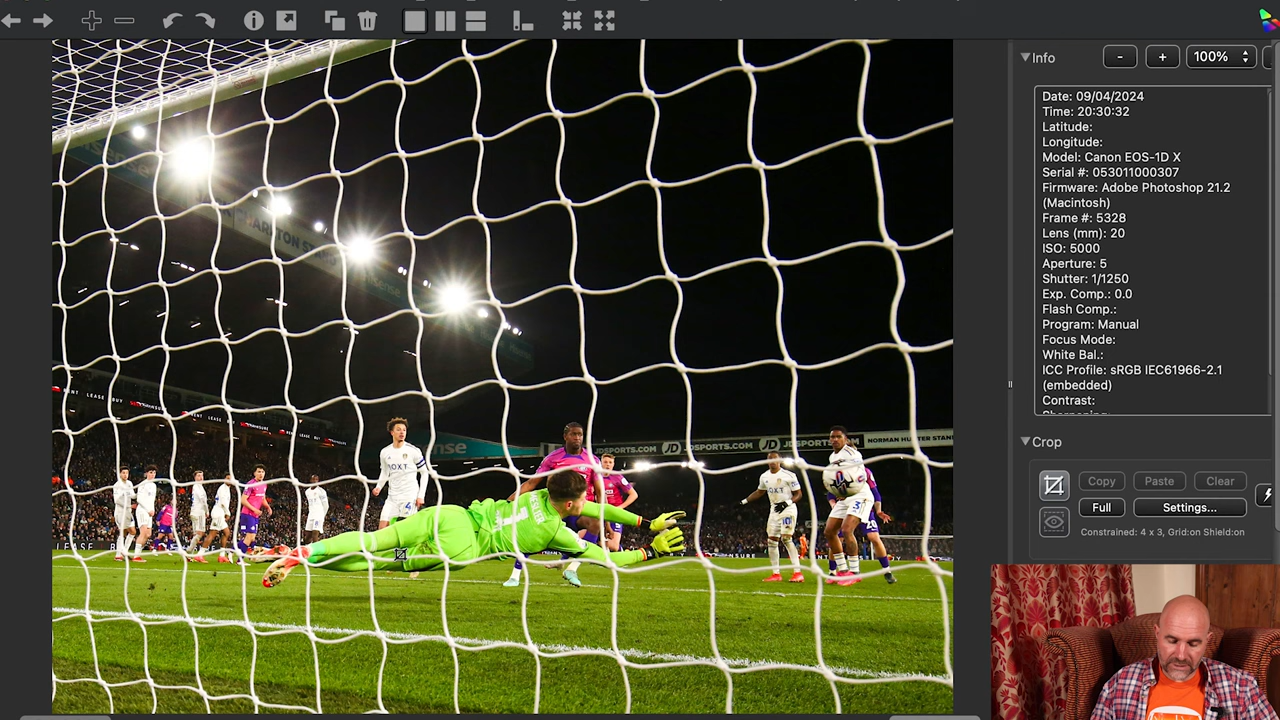 Info
-
+
100%
Date: 09/04/2024
Time: 20:30:32
Latitude:
Longitude:
Model: Canon EOS-1D X
Serial #: 053011000307
Firmware: Adobe Photoshop 21.2
(Macintosh)
Frame #: 5328
Lens (mm): 20
ISO: 5000
Aperture: 5
Shutter: 1/1250
Exp. Comp.: 0.0
Flash Comp.:
Program: Manual
Focus Mode:
White Bal.:
ICC Profile: sRGB IEC61966-2.1
(embedded)
Contrast:
Crop
Copy
Paste
Clear
Full
Settings...
Constrained: 4 x 3, Grid:on Shield:on
JD JDSPORTS.COM JD JDSPORTS.COM NORMAN HUNTER STAN
LEASE